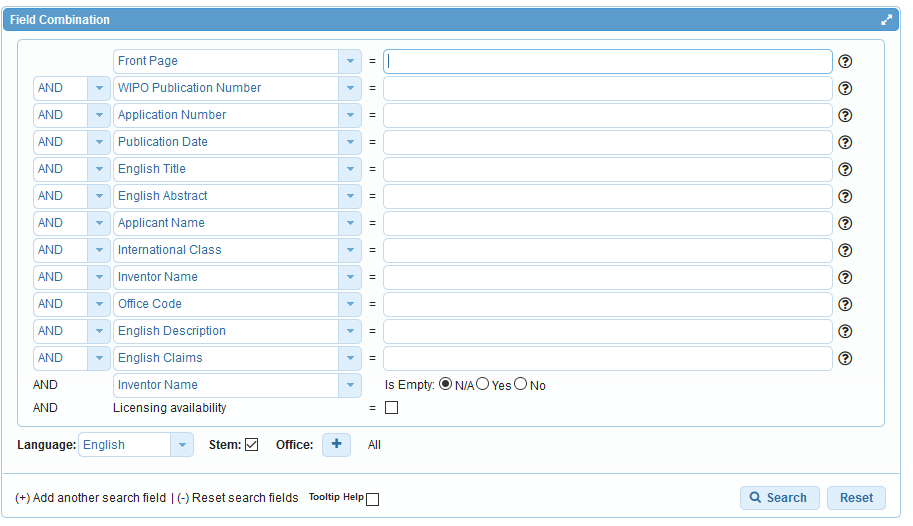 Field Combination
Front Page =
AND WIPO Publication Number =
AND Application Number =
AND Publication Date =
AND English Title =
AND English Abstract =
AND Applicant Name =
AND International Class =
AND Inventor Name =
AND Office Code =
AND English Description =
AND English Claims =
AND Inventor Name Is Empty: N/A Yes No
AND Licensing availability =
Language: English Stem: Office: + All
(+) Add another search field | (-) Reset search fields Tooltip Help Search Reset